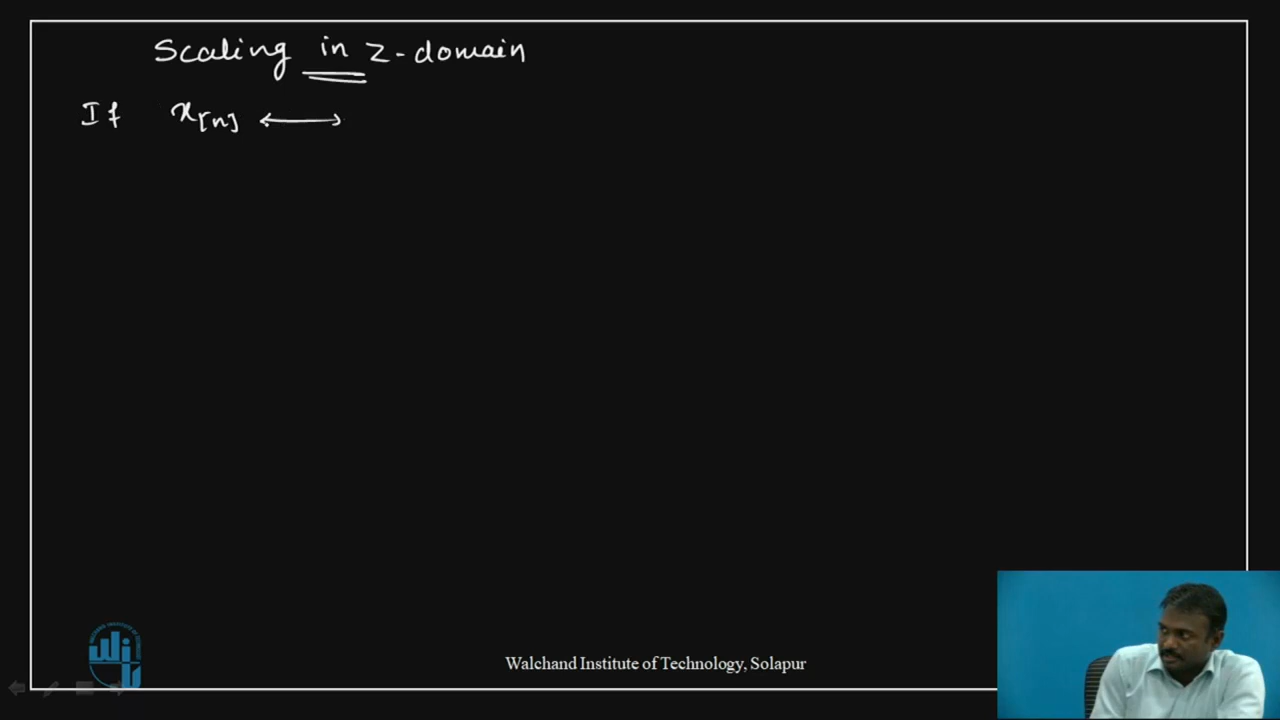 Scaling in z-domain
If x[n] ⟷
Walchand Institute of Technology, Solapur